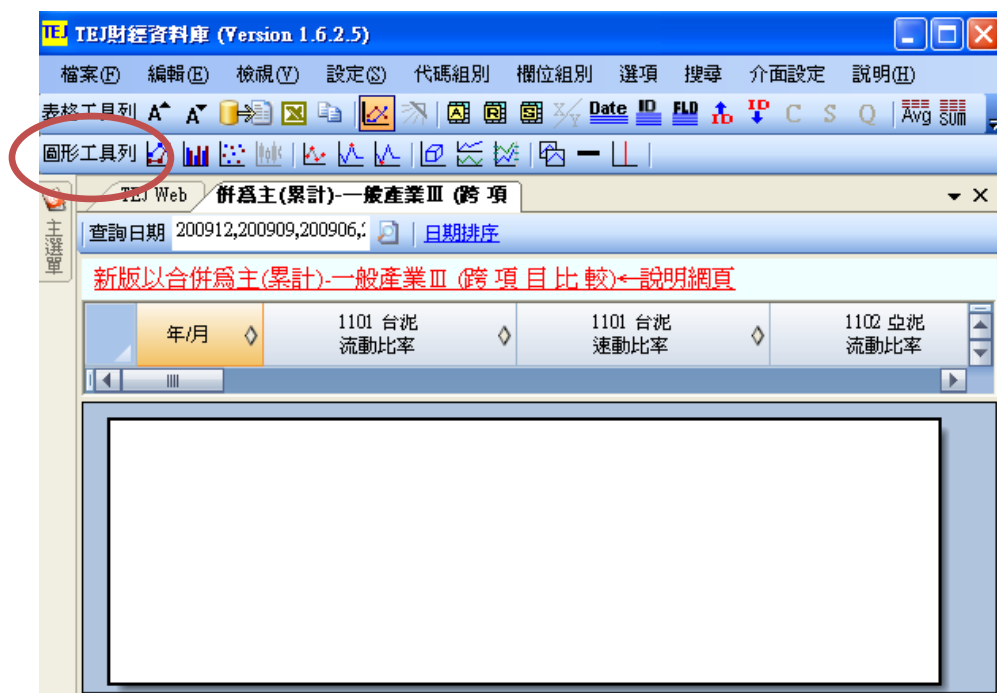 TEJ TEJ財經資料庫 (Version 1.6.2.5)
檔案(F) 編輯(E) 檢視(V) 設定(S) 代碼組別 欄位組別 選項 搜尋 介面設定 說明(H)
表格工具列 A A A R S X/Y Date ID FLD ID ID C S Q Avg sum
圖形工具列
TEJ Web 併爲主(累計)-一般產業Ⅲ (跨 項
主選單
查詢日期 200912,200909,200906,2 日期排序
新版以合併爲主(累計)-一般產業Ⅲ (跨 項 目 比 較)←說明網頁
年/月 1101 台泥 1101 台泥 1102 亞泥
流動比率 速動比率 流動比率